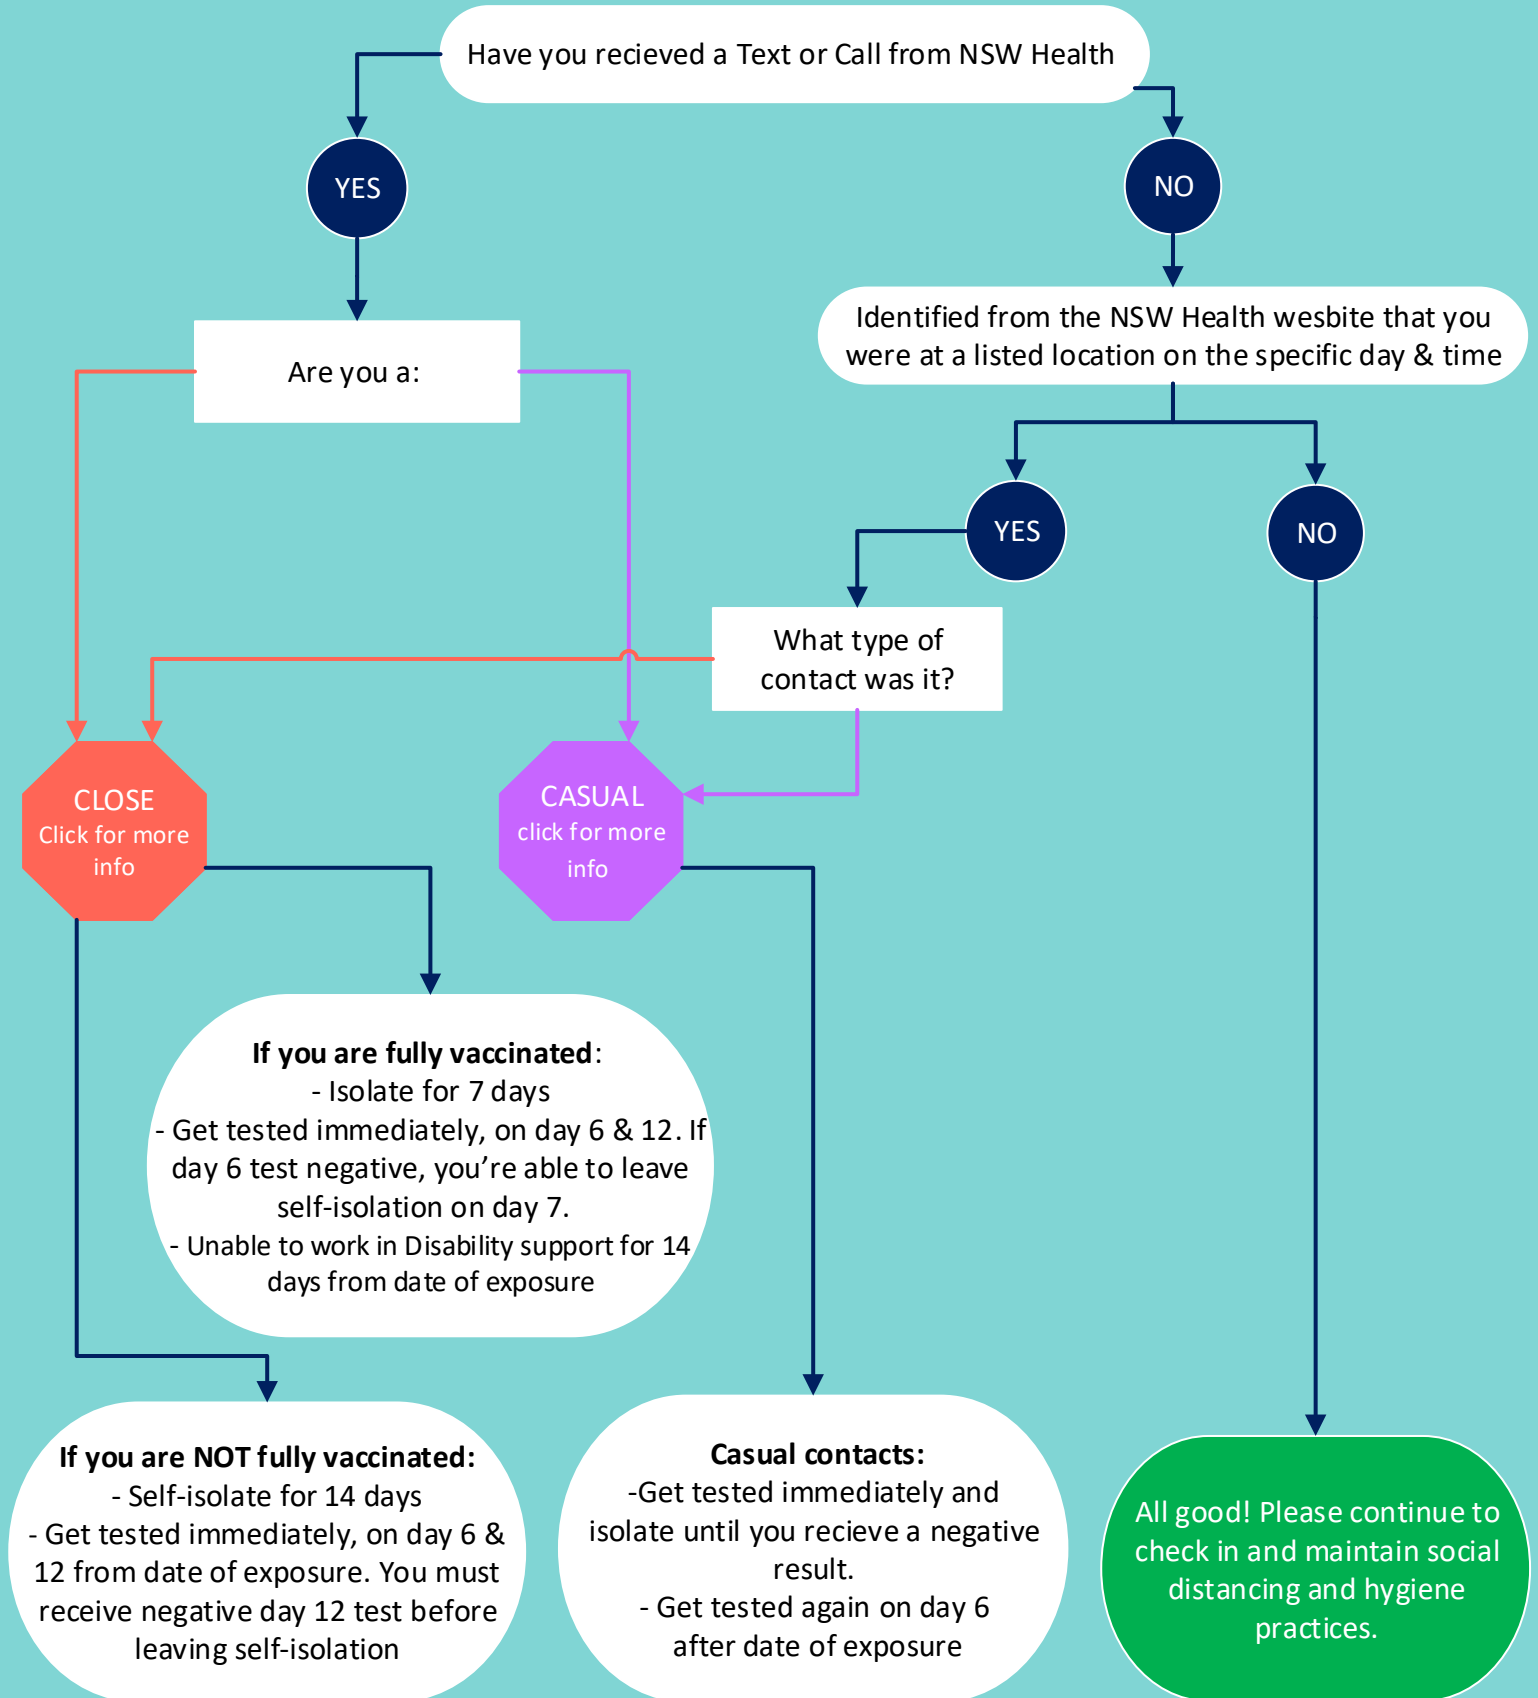 Have you recieved a Text or Call from NSW Health
YES
NO
Are you a:
Identified from the NSW Health wesbite that you
were at a listed location on the specific day & time
YES
NO
What type of
contact was it?
CLOSE
Click for more
info
CASUAL
click for more
info
If you are fully vaccinated:
- Isolate for 7 days
- Get tested immediately, on day 6 & 12. If
day 6 test negative, you’re able to leave
self-isolation on day 7.
- Unable to work in Disability support for 14
days from date of exposure
If you are NOT fully vaccinated:
- Self-isolate for 14 days
- Get tested immediately, on day 6 &
12 from date of exposure. You must
receive negative day 12 test before
leaving self-isolation
Casual contacts:
-Get tested immediately and
isolate until you recieve a negative
result.
- Get tested again on day 6
after date of exposure
All good! Please continue to
check in and maintain social
distancing and hygiene
practices.